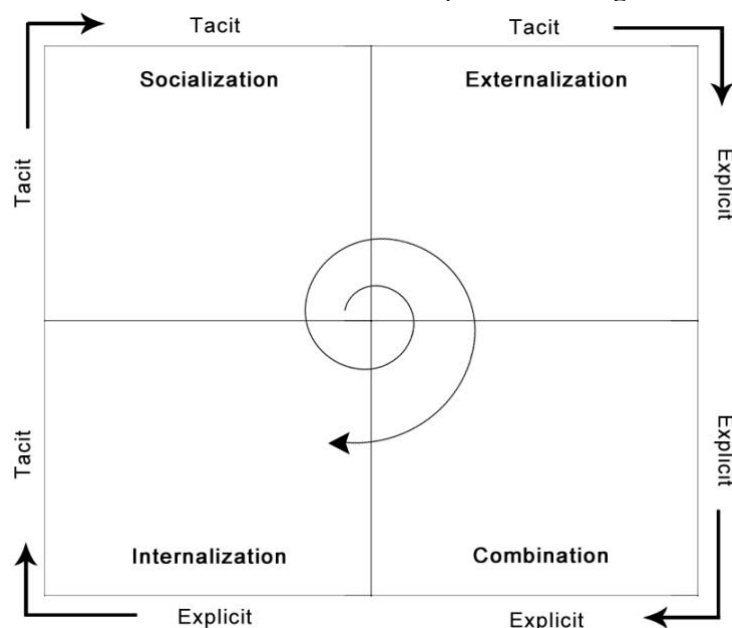 Tacit Tacit
Socialization Externalization
Tacit Explicit
Tacit Explicit
Internalization Combination
Explicit Explicit